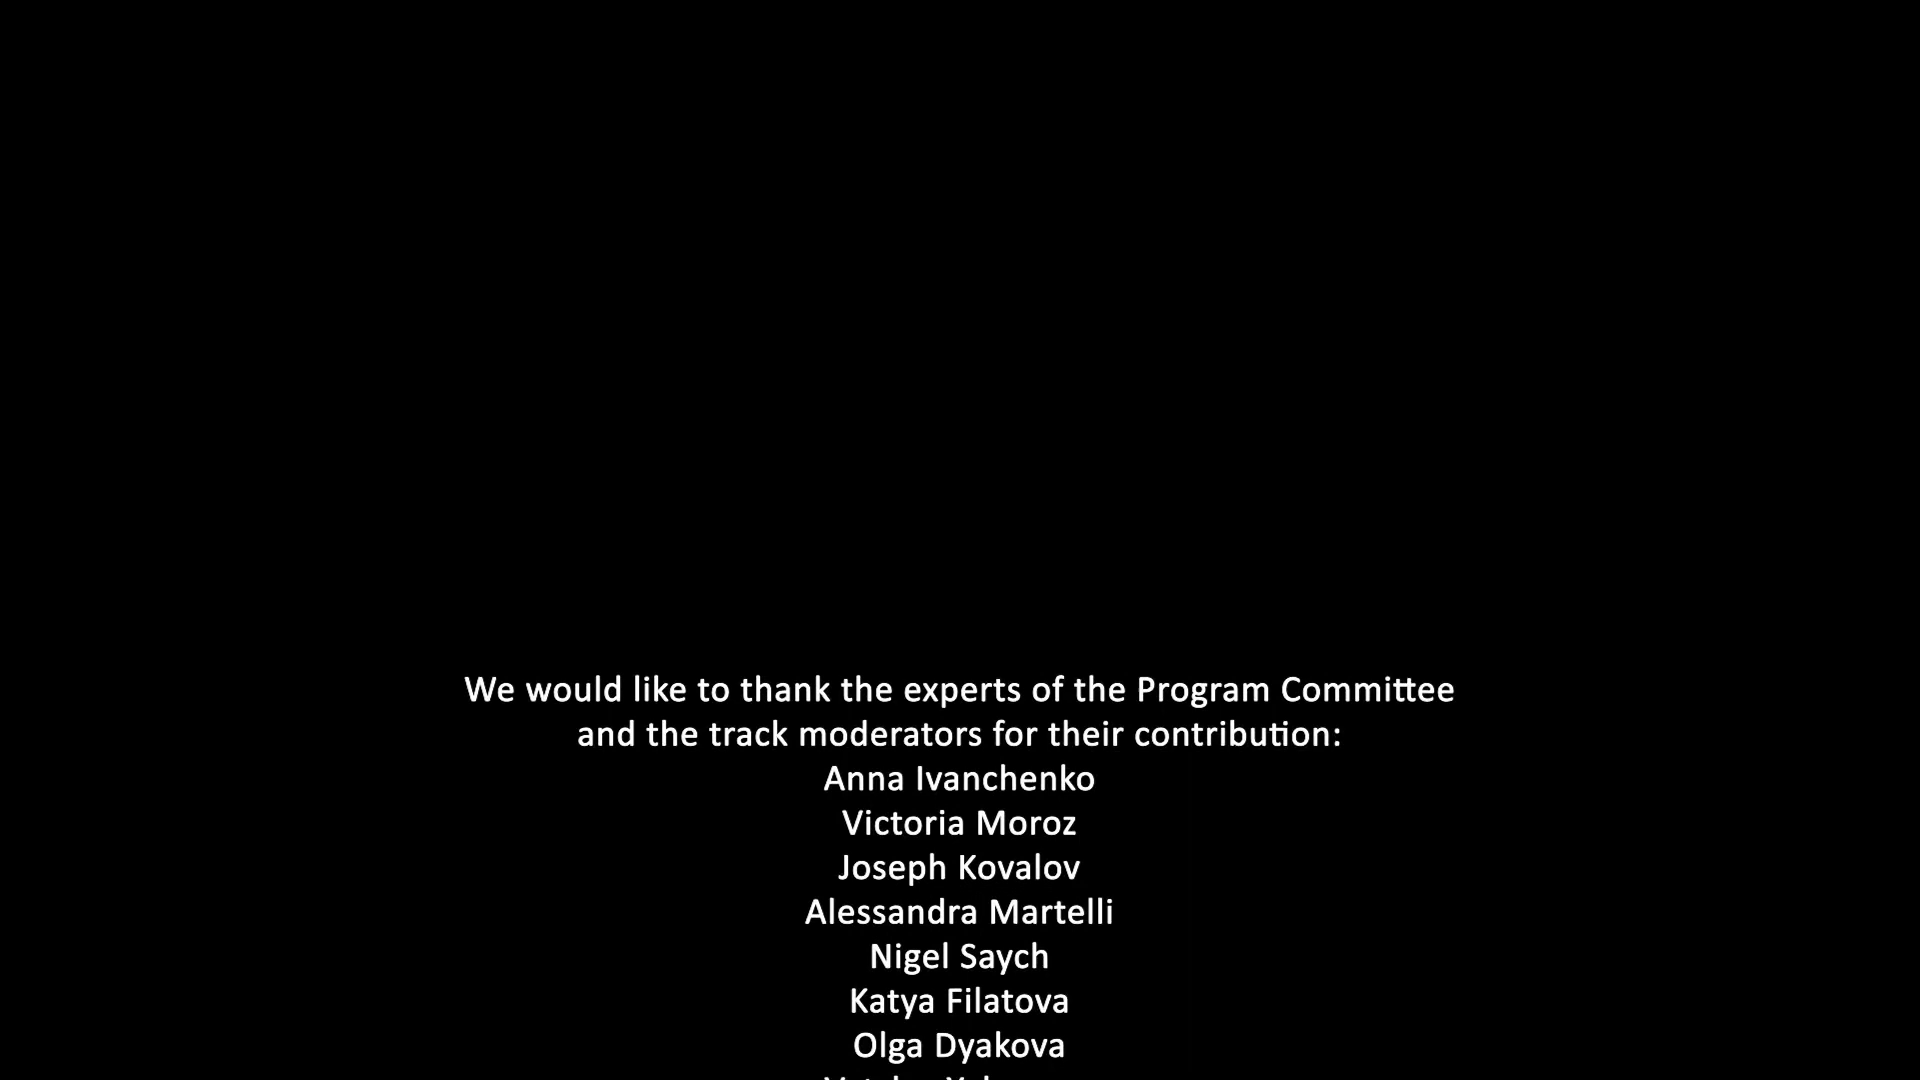 We would like to thank the experts of the Program Committee
and the track moderators for their contribution:
Anna Ivanchenko
Victoria Moroz
Joseph Kovalov
Alessandra Martelli
Nigel Saych
Katya Filatova
Olga Dyakova